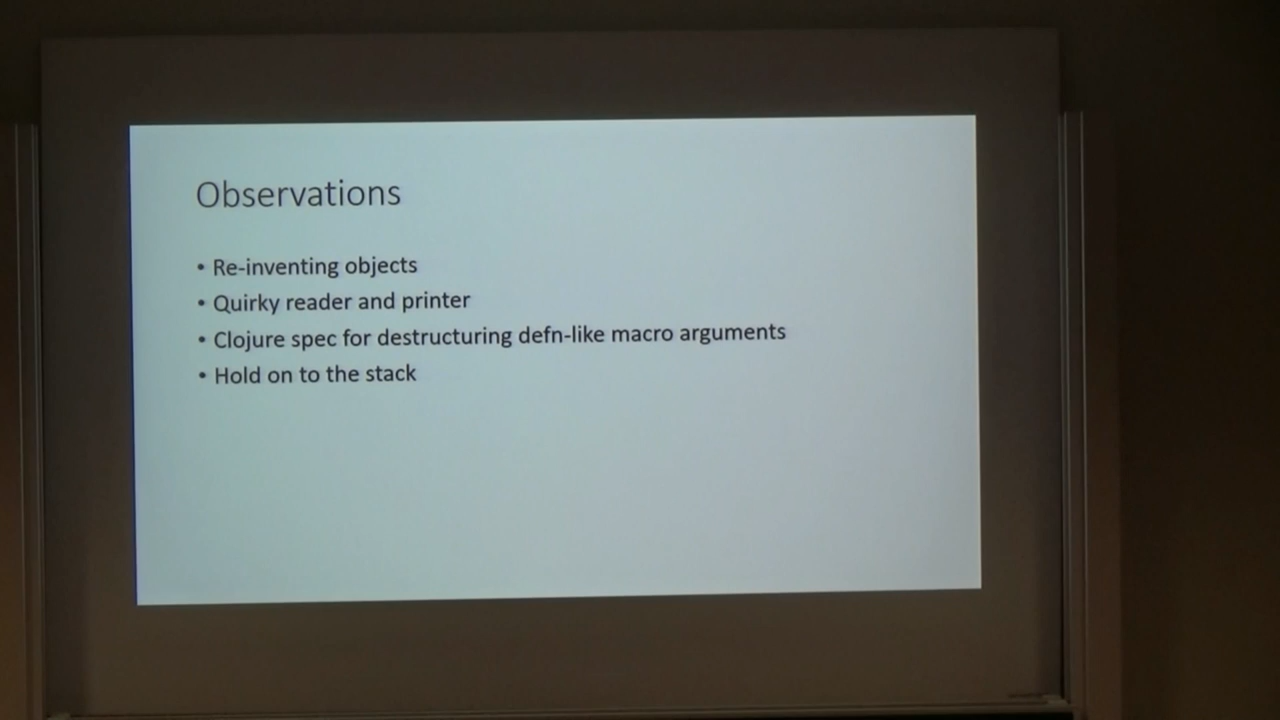 Observations
• Re-inventing objects
• Quirky reader and printer
• Clojure spec for destructuring defn-like macro arguments
• Hold on to the stack